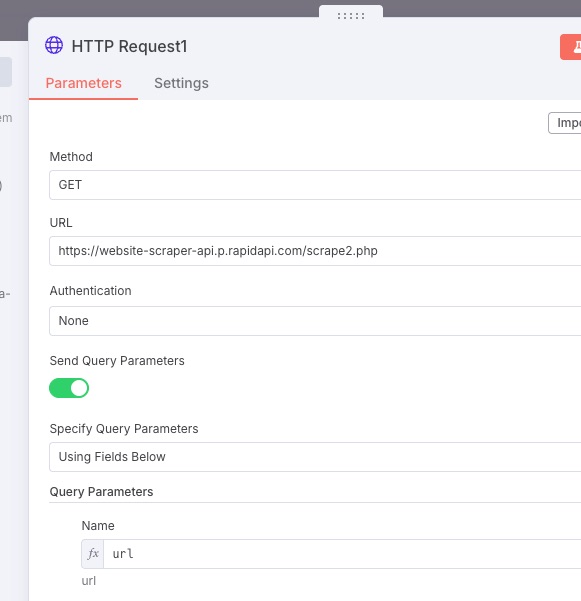 HTTP Request1
Parameters Settings
em
Impo
Method
GET
)
URL
https://website-scraper-api.p.rapidapi.com/scrape2.php
Authentication
a-
None
Send Query Parameters
Specify Query Parameters
Using Fields Below
Query Parameters
Name
fx url
url